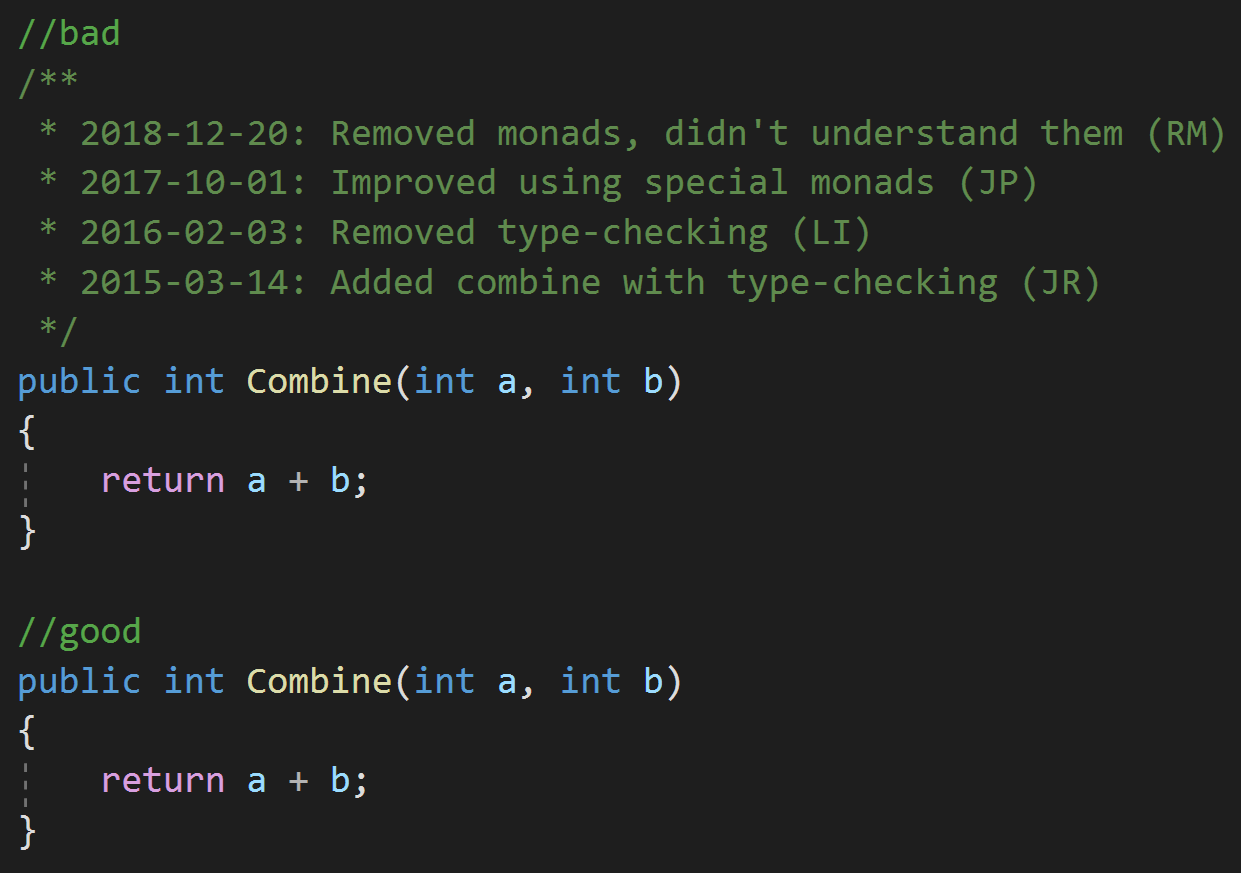 //bad
/**
 * 2018-12-20: Removed monads, didn't understand them (RM)
 * 2017-10-01: Improved using special monads (JP)
 * 2016-02-03: Removed type-checking (LI)
 * 2015-03-14: Added combine with type-checking (JR)
 */
public int Combine(int a, int b)
{
    return a + b;
}

//good
public int Combine(int a, int b)
{
    return a + b;
}